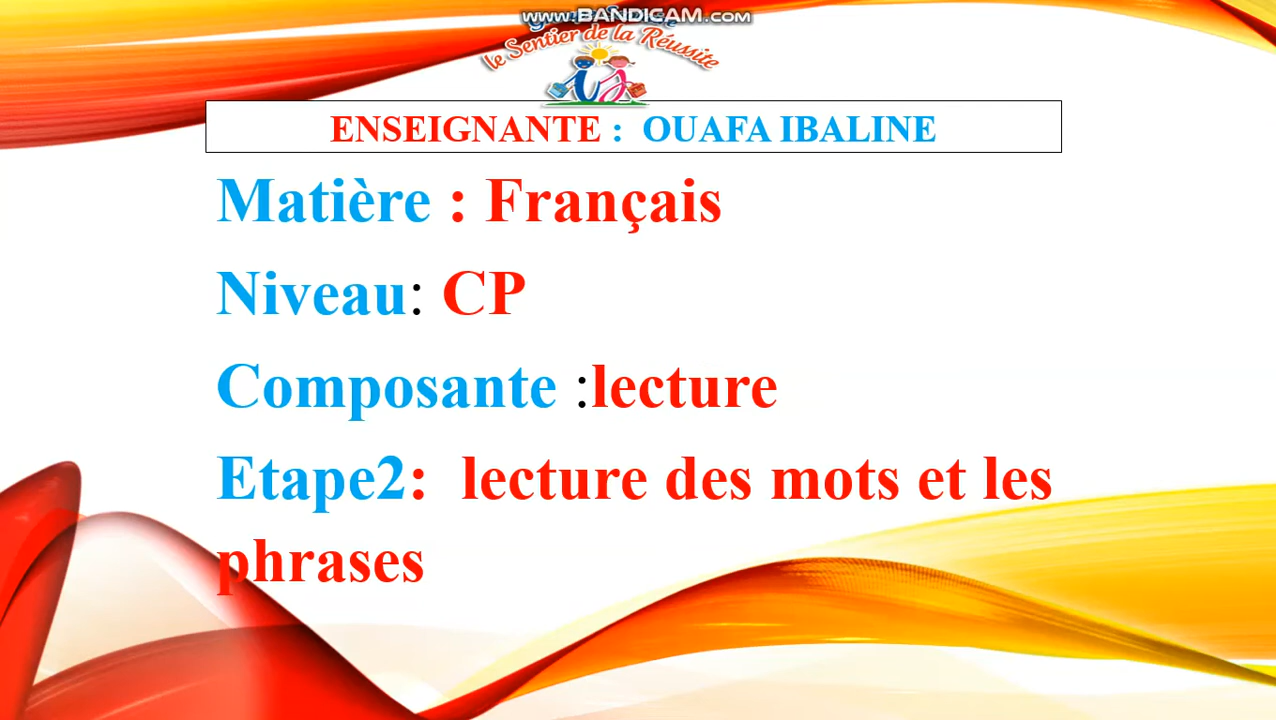 www.BANDICAM.com
le Sentier de la Réussite
ENSEIGNANTE : OUAFA IBALINE
Matière : Français
Niveau: CP
Composante :lecture
Etape2: lecture des mots et les
phrases